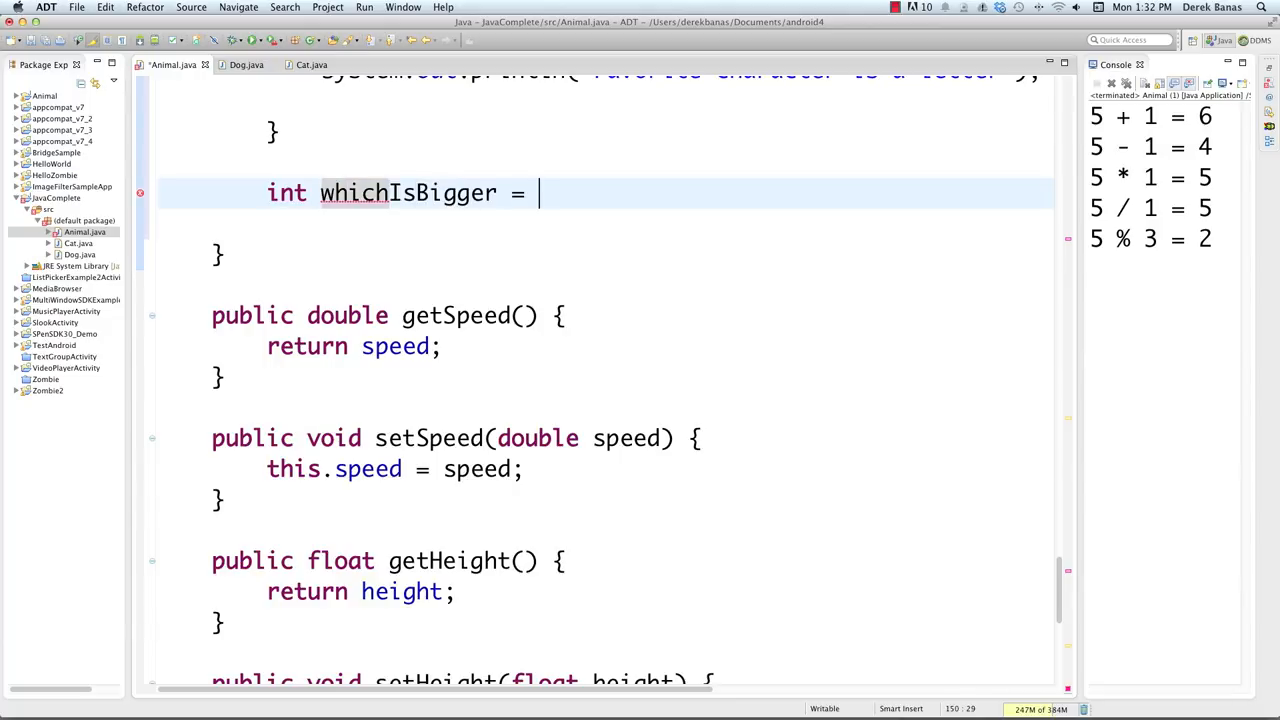 ADT File Edit Refactor Source Navigate Search Project Run Window Help
10 Mon 1:32 PM Derek Banas
Java – JavaComplete/src/Animal.java – ADT – /Users/derekbanas/Documents/android4
Quick Access
Java
DDMS
Package Exp
*Animal.java
Dog.java
Cat.java
Console
<terminated> Animal (1) [Java Application] /S
Animal
appcompat_v7
appcompat_v7_2
appcompat_v7_3
appcompat_v7_4
BridgeSample
HelloWorld
HelloZombie
ImageFilterSampleApp
JavaComplete
src
(default package)
Animal.java
Cat.java
Dog.java
JRE System Library [Ja
ListPickerExample2Activi
MediaBrowser
MultiWindowSDKExample
MusicPlayerActivity
SlookActivity
SPenSDK30_Demo
TestAndroid
TextGroupActivity
VideoPlayerActivity
Zombie
Zombie2
System.out.println("Favorite character is a letter");
}
int whichIsBigger =
}
public double getSpeed() {
return speed;
}
public void setSpeed(double speed) {
this.speed = speed;
}
public float getHeight() {
return height;
}
public void setHeight(float height) {
5 + 1 = 6
5 - 1 = 4
5 * 1 = 5
5 / 1 = 5
5 % 3 = 2
Writable
Smart Insert
150 : 29
247M of 384M